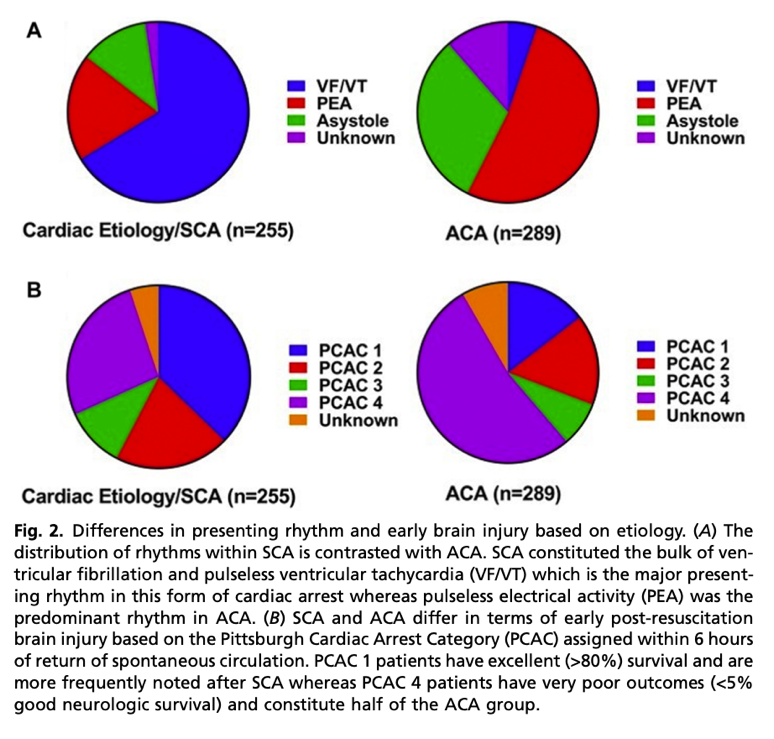 A
VF/VT
PEA
Asystole
Unknown
VF/VT
PEA
Asystole
Unknown
Cardiac Etiology/SCA (n=255)
ACA (n=289)
B
PCAC 1
PCAC 2
PCAC 3
PCAC 4
Unknown
PCAC 1
PCAC 2
PCAC 3
PCAC 4
Unknown
Cardiac Etiology/SCA (n=255)
ACA (n=289)
Fig. 2. Differences in presenting rhythm and early brain injury based on etiology. (A) The
distribution of rhythms within SCA is contrasted with ACA. SCA constituted the bulk of ven-
tricular fibrillation and pulseless ventricular tachycardia (VF/VT) which is the major present-
ing rhythm in this form of cardiac arrest whereas pulseless electrical activity (PEA) was the
predominant rhythm in ACA. (B) SCA and ACA differ in terms of early post-resuscitation
brain injury based on the Pittsburgh Cardiac Arrest Category (PCAC) assigned within 6 hours
of return of spontaneous circulation. PCAC 1 patients have excellent (>80%) survival and are
more frequently noted after SCA whereas PCAC 4 patients have very poor outcomes (<5%
good neurologic survival) and constitute half of the ACA group.